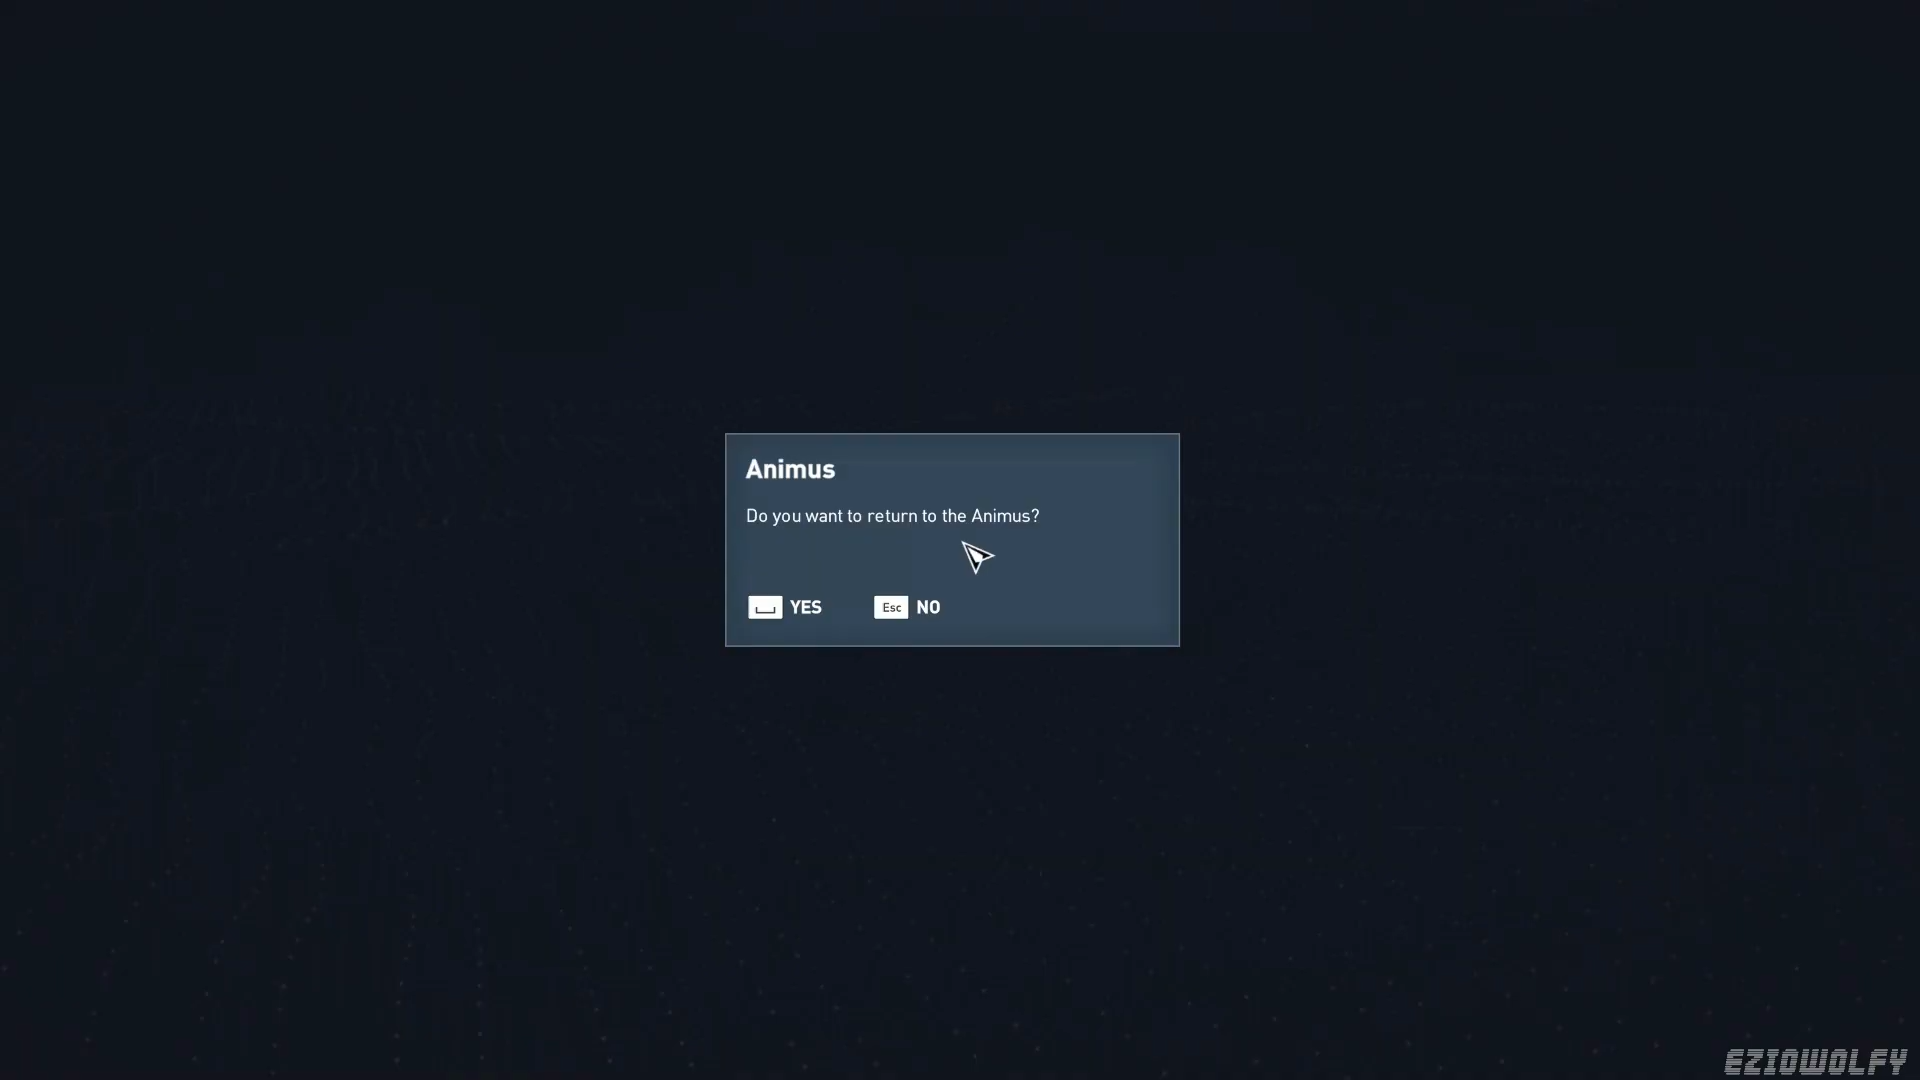 Animus
Do you want to return to the Animus?
YES
Esc NO
EZIOWOLFY